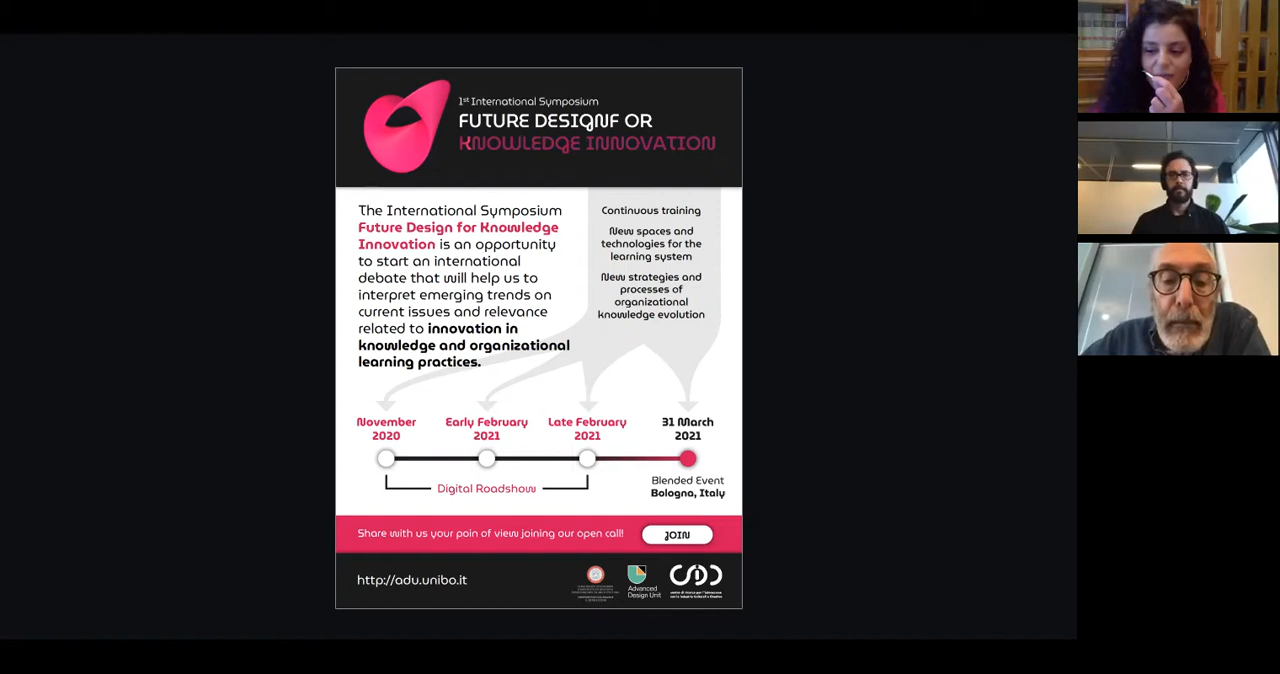 1st International Symposium
FUTURE DESIGNF OR
KNOWLEDGE INNOVATION
The International Symposium
Future Design for Knowledge
Innovation is an opportunity
to start an international
debate that will help us to
interpret emerging trends on
current issues and relevance
related to innovation in
knowledge and organizational
learning practices.
Continuous training
New spaces and
technologies for the
learning system
New strategies and
processes of
organizational
knowledge evolution
November
2020
Early February
2021
Late February
2021
31 March
2021
Digital Roadshow
Blended Event
Bologna, Italy
Share with us your poin of view joining our open call!
JOIN
http://adu.unibo.it
Advanced
Design Unit